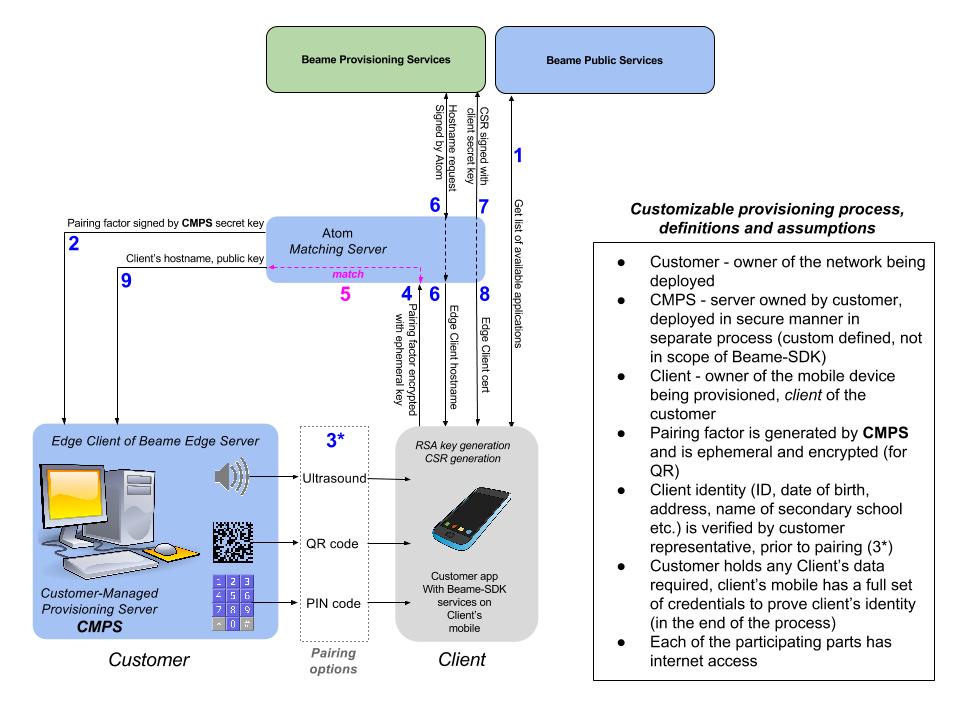 Beame Provisioning Services
Beame Public Services
Hostname request
Signed by Atom
CSR signed with
client secret key
1
6
7
Get list of available applications
Pairing factor signed by CMPS secret key
2
Atom
Matching Server
Client's hostname, public key
9
match
5
4
6
8
Pairing factor encrypted
with ephemeral key
Edge Client hostname
Edge Client cert
Customizable provisioning process,
definitions and assumptions
● Customer - owner of the network being
deployed
● CMPS - server owned by customer,
deployed in secure manner in
separate process (custom defined, not
in scope of Beame-SDK)
● Client - owner of the mobile device
being provisioned, client of the
customer
● Pairing factor is generated by CMPS
and is ephemeral and encrypted (for
QR)
● Client identity (ID, date of birth,
address, name of secondary school
etc.) is verified by customer
representative, prior to pairing (3*)
● Customer holds any Client's data
required, client's mobile has a full set
of credentials to prove client's identity
(in the end of the process)
● Each of the participating parts has
internet access
Edge Client of Beame Edge Server
3*
RSA key generation
CSR generation
Ultrasound
QR code
PIN code
1 2 3
4 5 6
7 8 9
* 0 #
Customer-Managed
Provisioning Server
CMPS
Customer app
With Beame-SDK
services on
Client's
mobile
Customer
Pairing
options
Client